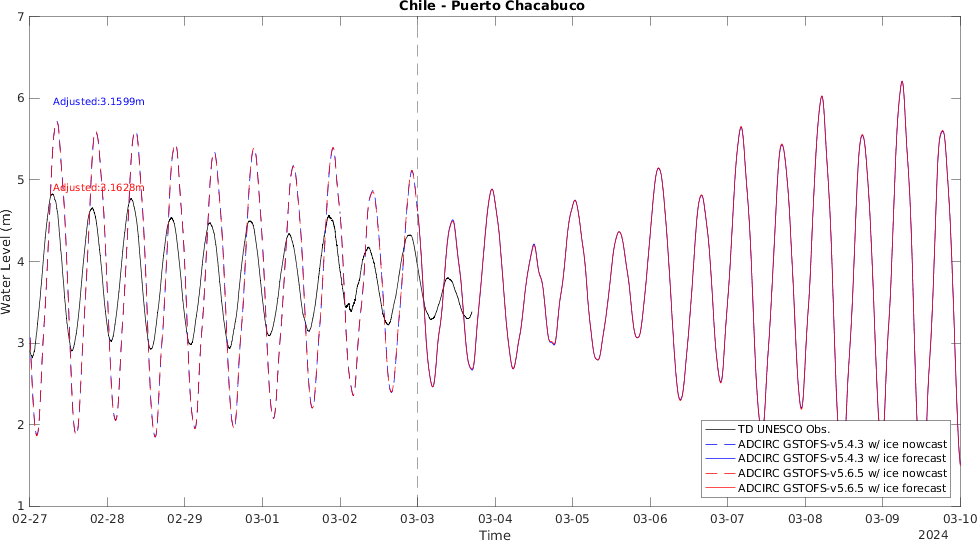 Chile - Puerto Chacabuco
7
6
5
4
3
2
1
Water Level (m)
Adjusted:3.1599m
Adjusted:3.1628m
TD UNESCO Obs.
ADCIRC GSTOFS-v5.4.3 w/ ice nowcast
ADCIRC GSTOFS-v5.4.3 w/ ice forecast
ADCIRC GSTOFS-v5.6.5 w/ ice nowcast
ADCIRC GSTOFS-v5.6.5 w/ ice forecast
02-27 02-28 02-29 03-01 03-02 03-03 03-04 03-05 03-06 03-07 03-08 03-09 03-10
Time
2024